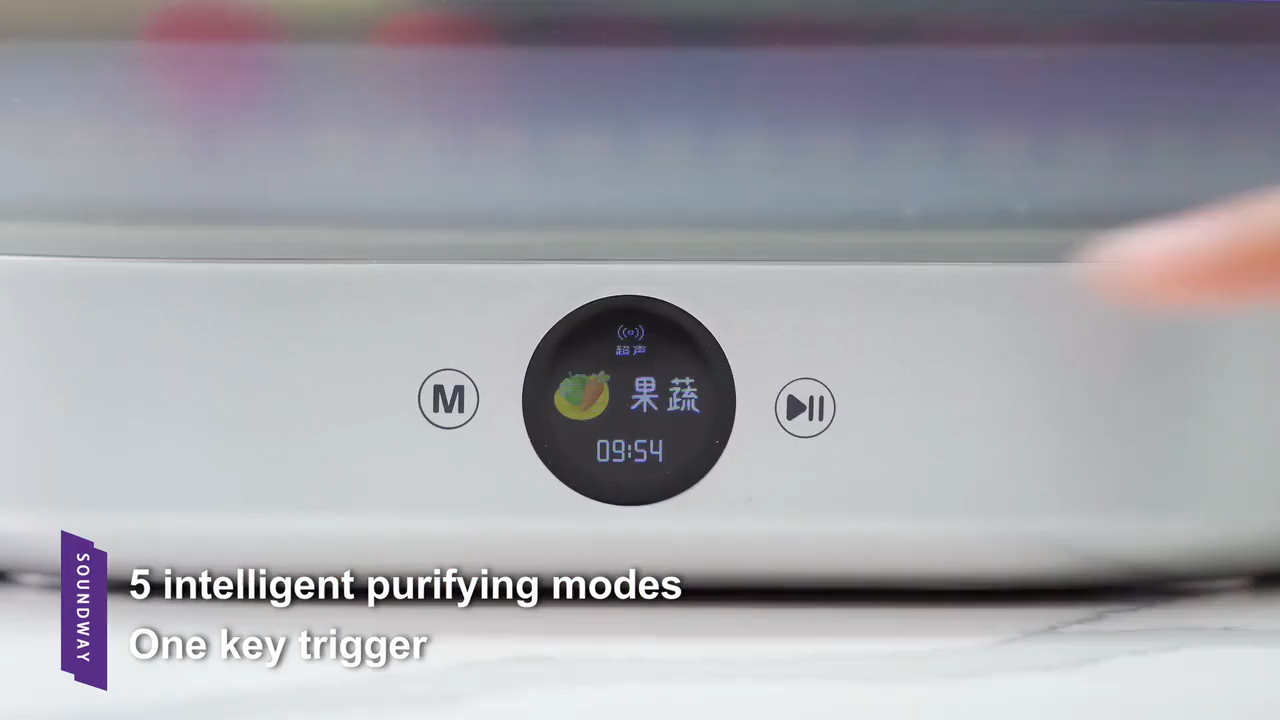 超声
M
果蔬
09:54
5 intelligent purifying modes
One key trigger
SOUNDWAY